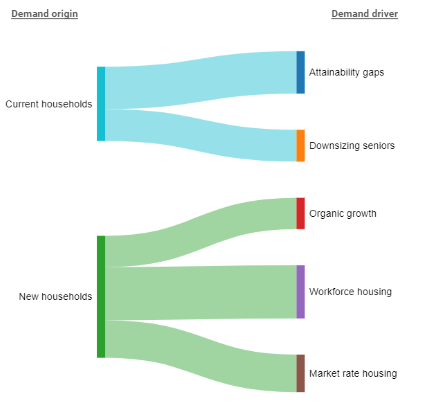 Demand origin
Demand driver
Attainability gaps
Current households
Downsizing seniors
Organic growth
Workforce housing
New households
Market rate housing